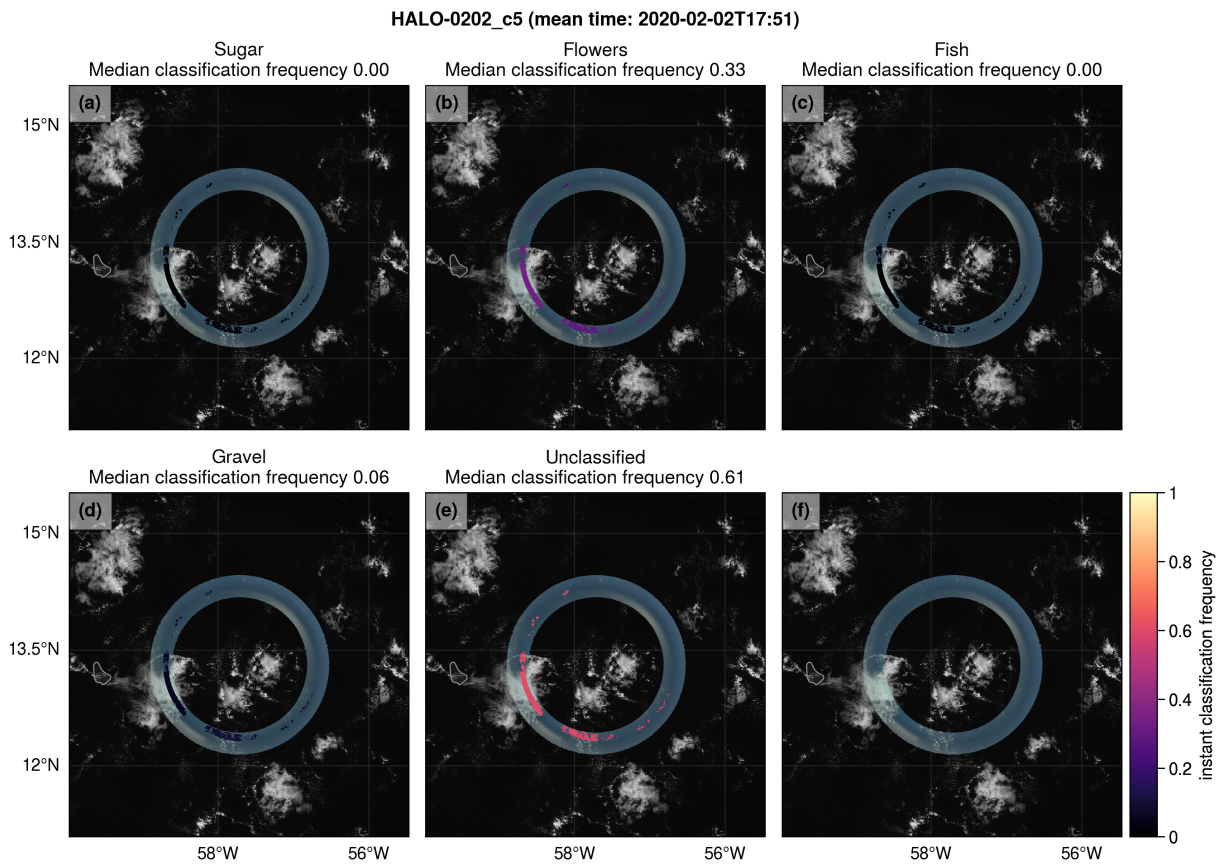 HALO-0202_c5 (mean time: 2020-02-02T17:51)
Sugar
Median classification frequency 0.00
Flowers
Median classification frequency 0.33
Fish
Median classification frequency 0.00
(a)
(b)
(c)
15°N
13.5°N
12°N
Gravel
Median classification frequency 0.06
Unclassified
Median classification frequency 0.61
(d)
(e)
(f)
15°N
13.5°N
12°N
58°W
56°W
58°W
56°W
58°W
56°W
1
0.8
0.6
0.4
0.2
0
instant classification frequency